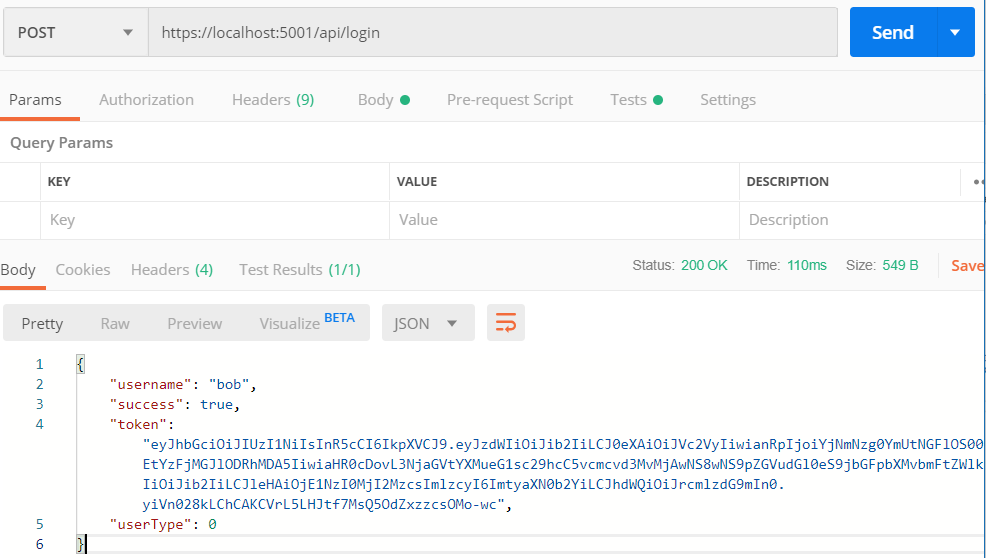 POST https://localhost:5001/api/login Send
Params Authorization Headers (9) Body Pre-request Script Tests Settings
Query Params
KEY VALUE DESCRIPTION
Key Value Description
Body Cookies Headers (4) Test Results (1/1) Status: 200 OK Time: 110ms Size: 549 B Save
Pretty Raw Preview Visualize BETA JSON
1 {
2 "username": "bob",
3 "success": true,
4 "token":
"eyJhbGciOiJIUzI1NiIsInR5cCI6IkpXVCJ9.eyJzdWIiOiJib2IiLCJ0eXAiOiJVc2VyIiwianRpIjoiYjNmNzg0YmUtNGFlOS00
EtYzFjMGJlODRhMDA5IiwiaHR0cDovL3NjaGVtYXMueG1sc29hcC5vcmcvd3MvMjAwNS8wNS9pZGVudGl0eS9jbGFpbXMvbmFtZWlk
IiOiJib2IiLCJleHAiOjE1NzI0MjI2MzcsImlzcyI6ImtyaXN0b2YiLCJhdWQiOiJrcmlzdG9mIn0.
yiVn028kLChCAKCVrL5LHJtf7MsQ5OdZxzzcsOMo-wc",
5 "userType": 0
6 }